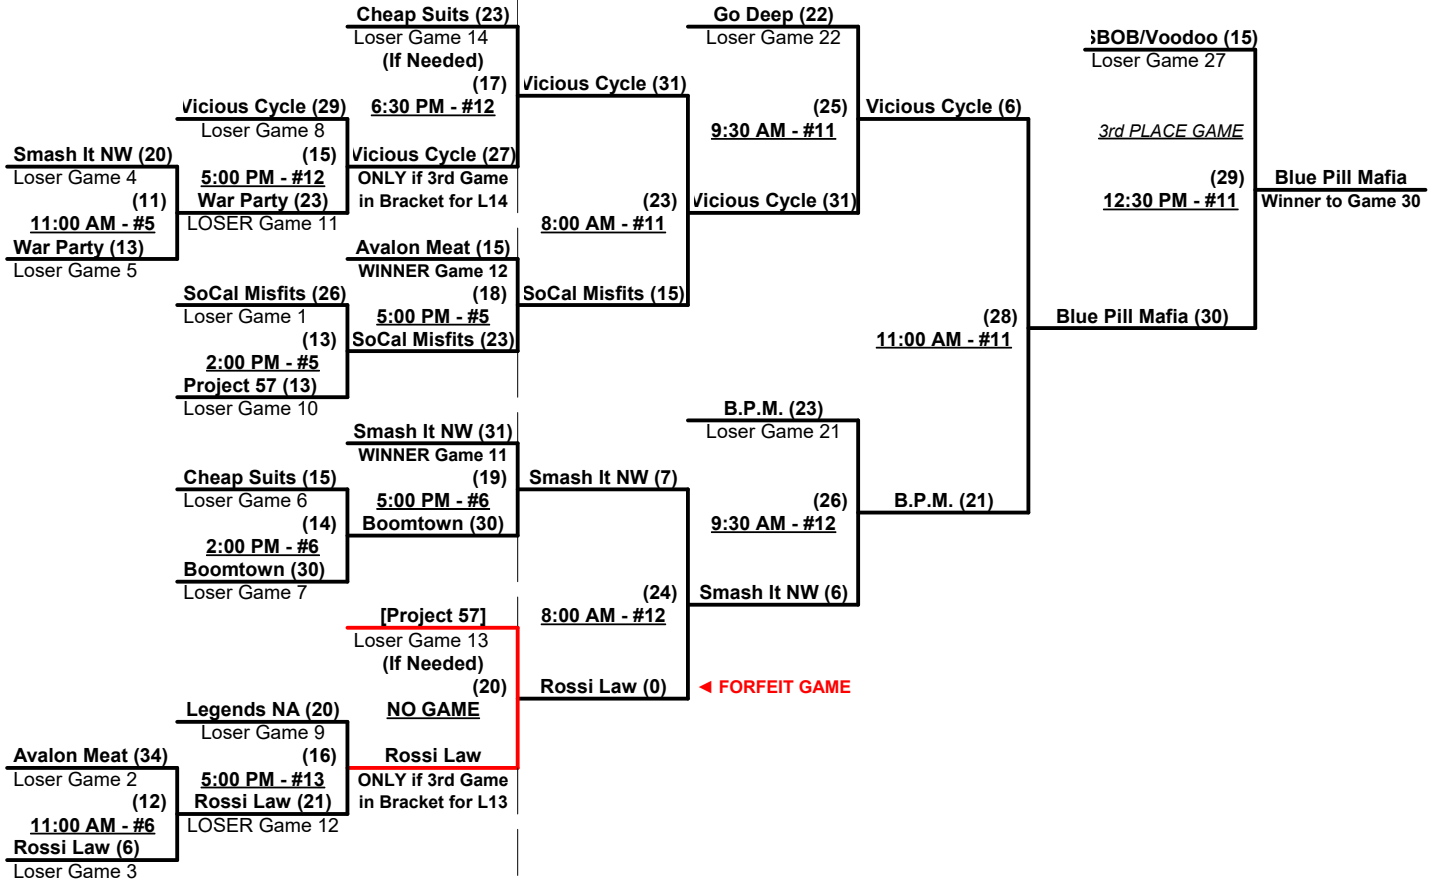 Cheap Suits (23)
Loser Game 14
(If Needed)
(17)
6:30 PM - #12
Go Deep (22)
Loser Game 22
SBOB/Voodoo (15)
Loser Game 27
Vicious Cycle (31)
Vicious Cycle (29)
Loser Game 8
(15)
5:00 PM - #12
(25)
9:30 AM - #11
Vicious Cycle (6)
3rd PLACE GAME
Smash It NW (20)
Loser Game 4
(11)
11:00 AM - #5
War Party (13)
Loser Game 5
Vicious Cycle (27)
ONLY if 3rd Game
in Bracket for L14
War Party (23)
LOSER Game 11
(23)
8:00 AM - #11
Vicious Cycle (31)
(29)
12:30 PM - #11
Blue Pill Mafia
Winner to Game 30
Avalon Meat (15)
WINNER Game 12
(18)
5:00 PM - #5
SoCal Misfits (23)
SoCal Misfits (26)
Loser Game 1
(13)
2:00 PM - #5
Project 57 (13)
Loser Game 10
SoCal Misfits (15)
(28)
11:00 AM - #11
Blue Pill Mafia (30)
B.P.M. (23)
Loser Game 21
Smash It NW (31)
WINNER Game 11
(19)
5:00 PM - #6
Boomtown (30)
Cheap Suits (15)
Loser Game 6
(14)
2:00 PM - #6
Boomtown (30)
Loser Game 7
Smash It NW (7)
(26)
9:30 AM - #12
B.P.M. (21)
(24)
8:00 AM - #12
Smash It NW (6)
[Project 57]
Loser Game 13
(If Needed)
(20)
NO GAME
Rossi Law (0)
◄ FORFEIT GAME
Legends NA (20)
Loser Game 9
(16)
5:00 PM - #13
Rossi Law (21)
LOSER Game 12
Rossi Law
ONLY if 3rd Game
in Bracket for L13
Avalon Meat (34)
Loser Game 2
(12)
11:00 AM - #6
Rossi Law (6)
Loser Game 3